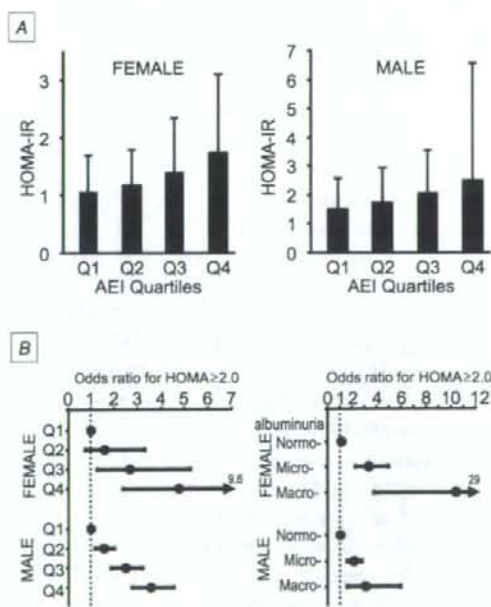 A
FEMALE
HOMA-IR
3
2
1
0
Q1 Q2 Q3 Q4
AEI Quartiles
MALE
HOMA-IR
7
6
5
4
3
2
1
0
Q1 Q2 Q3 Q4
AEI Quartiles
B
Odds ratio for HOMA≥2.0
0 1 2 3 4 5 6 7
FEMALE
Q1
Q2
Q3
Q4
9.8
MALE
Q1
Q2
Q3
Q4
Odds ratio for HOMA≥2.0
0 1 2 4 6 8 10 12
albuminuria
FEMALE
Normo-
Micro-
Macro-
29
MALE
Normo-
Micro-
Macro-